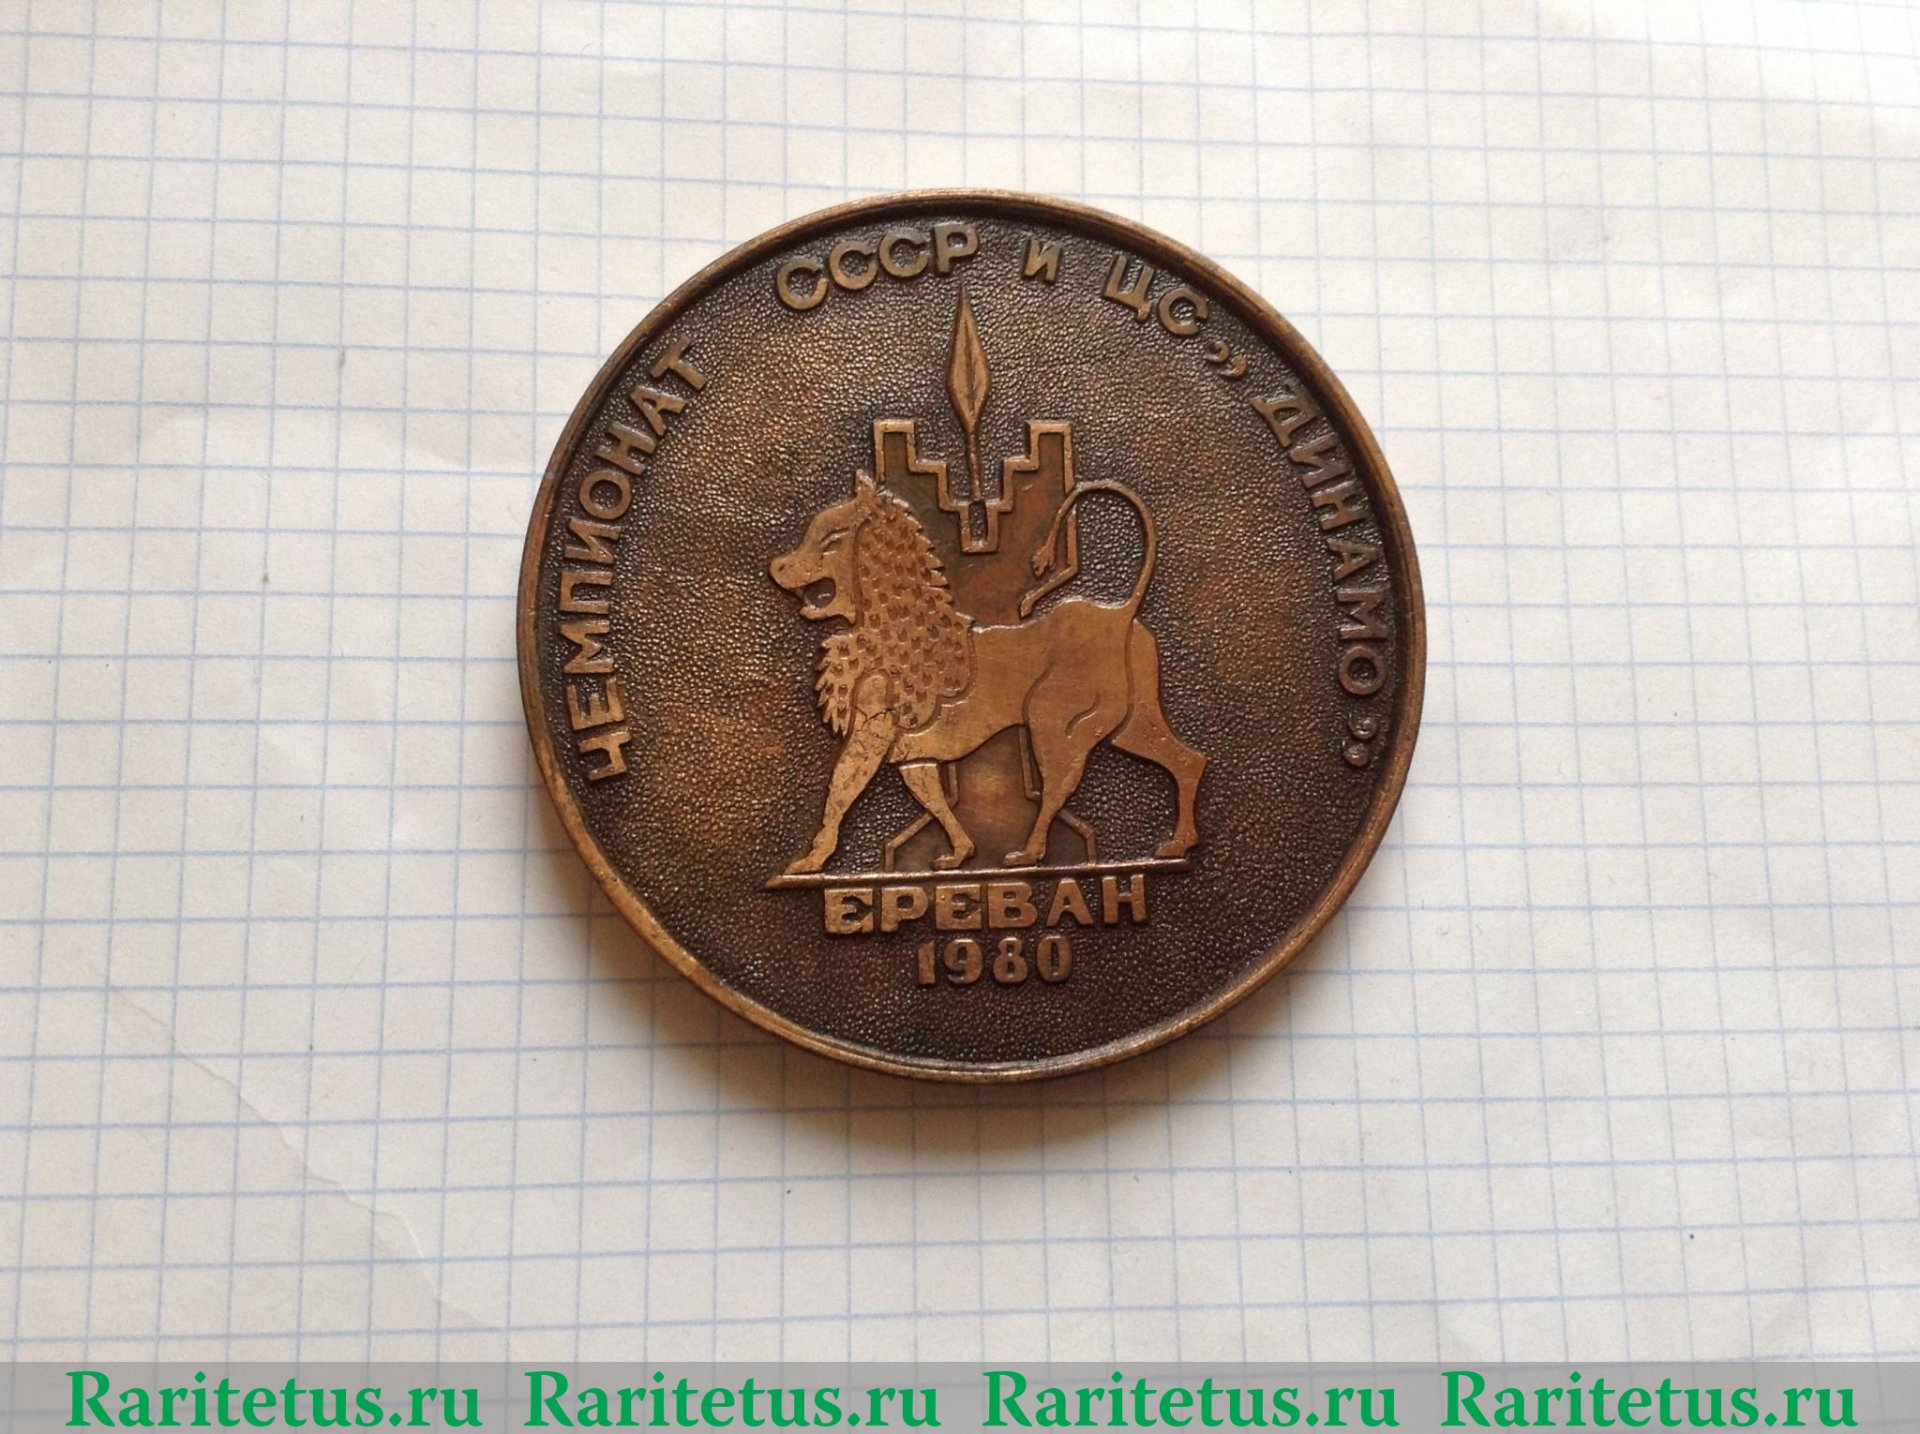 ЧЕМПИОНАТ СССР И ЦС „ДИНАМО”
ЕРЕВАН
1980
Raritetus.ru Raritetus.ru Raritetus.ru Raritetus.ru